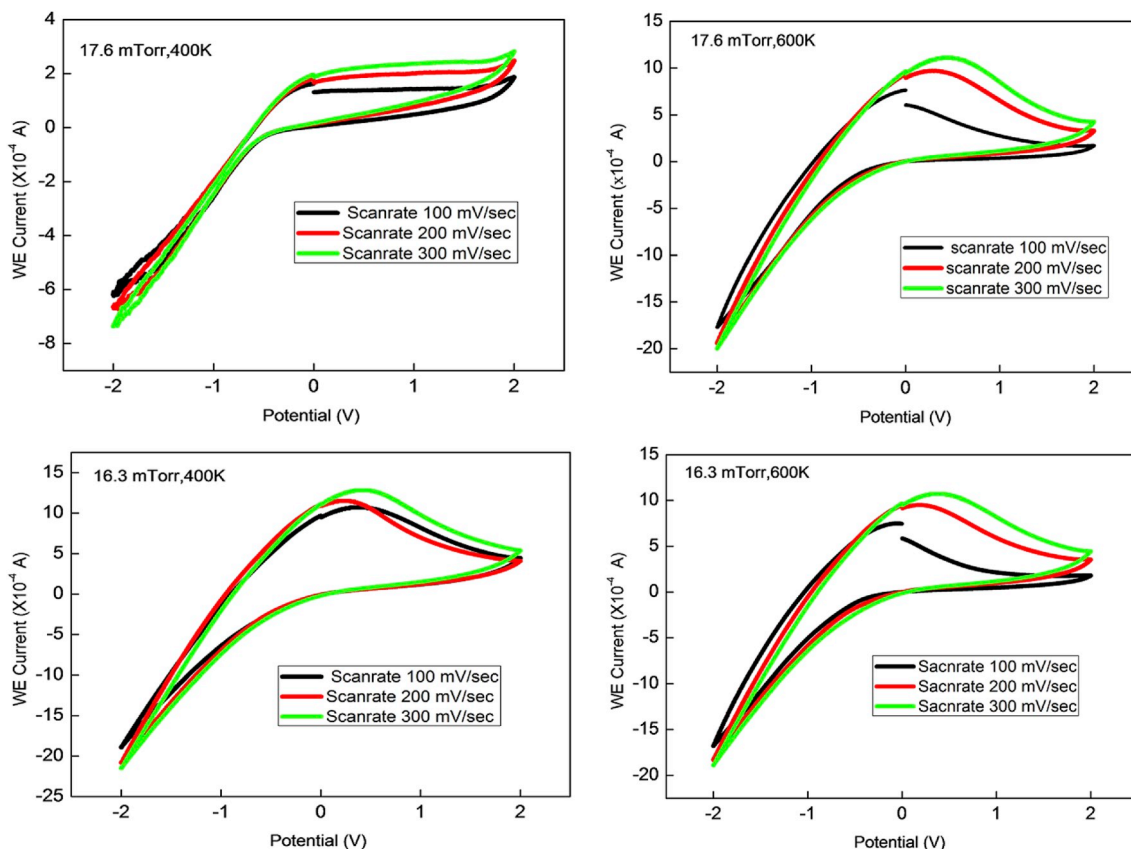 17.6 mTorr,400K
6
4
2
0
-2
-4
-6
-8
WE Current (X10⁻⁴ A)
Scanrate 100 mV/sec
Scanrate 200 mV/sec
Scanrate 300 mV/sec
-2 -1 0 1 2
Potential (V)
17.6 mTorr,600K
15
10
5
0
-5
-10
-15
-20
WE Current (x10⁻⁴ A)
scanrate 100 mV/sec
scanrate 200 mV/sec
scanrate 300 mV/sec
-2 -1 0 1 2
Potential (V)
16.3 mTorr,400K
15
10
5
0
-5
-10
-15
-20
-25
WE Current (X10⁻⁴ A)
Scanrate 100 mV/sec
Scanrate 200 mV/sec
Scanrate 300 mV/sec
-2 -1 0 1 2
Potential (V)
16.3 mTorr,600K
15
10
5
0
-5
-10
-15
-20
WE Current (X10⁻⁴ A)
Sacnrate 100 mV/sec
Sacnrate 200 mV/sec
Sacnrate 300 mV/sec
-2 -1 0 1 2
Potential (V)